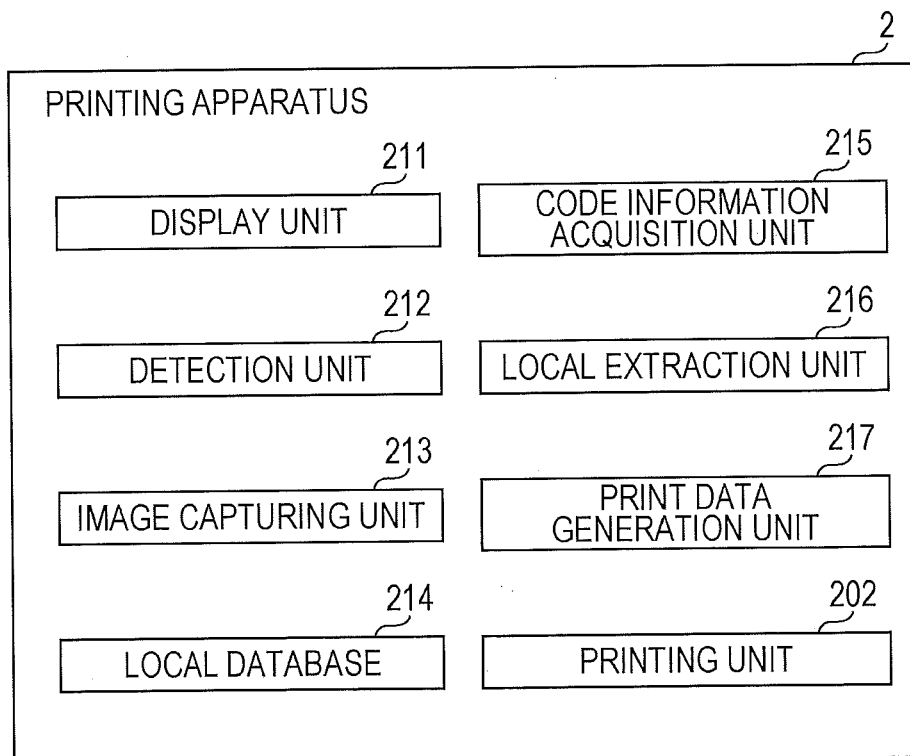 2
PRINTING APPARATUS
211
DISPLAY UNIT
215
CODE INFORMATION
ACQUISITION UNIT
212
DETECTION UNIT
216
LOCAL EXTRACTION UNIT
213
IMAGE CAPTURING UNIT
217
PRINT DATA
GENERATION UNIT
214
LOCAL DATABASE
202
PRINTING UNIT